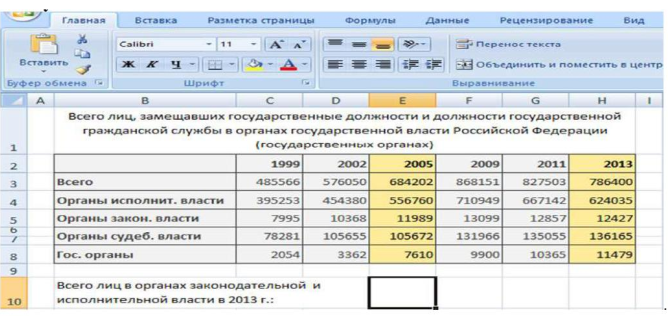 Главная Вставка Разметка страницы Формулы Данные Рецензирование Вид
Вставить Calibri 11 А А Перенос текста
Ж К Ч А Объединить и поместить в центр
Буфер обмена Шрифт Выравнивание
A B C D E F G H I
1 Всего лиц, замещавших государственные должности и должности государственной
гражданской службы в органах государственной власти Российской Федерации
(государственных органах)
2 1999 2002 2005 2009 2011 2013
3 Всего 485566 576050 684202 868151 827503 786400
4 Органы исполнит. власти 395253 454380 556760 710949 667142 624035
5 Органы закон. власти 7995 10368 11989 13099 12857 12427
6
7 Органы судеб. власти 78281 105655 105672 131966 135055 136165
8 Гос. органы 2054 3362 7610 9900 10365 11479
9
Всего лиц в органах законодательной и
10 исполнительной власти в 2013 г.: